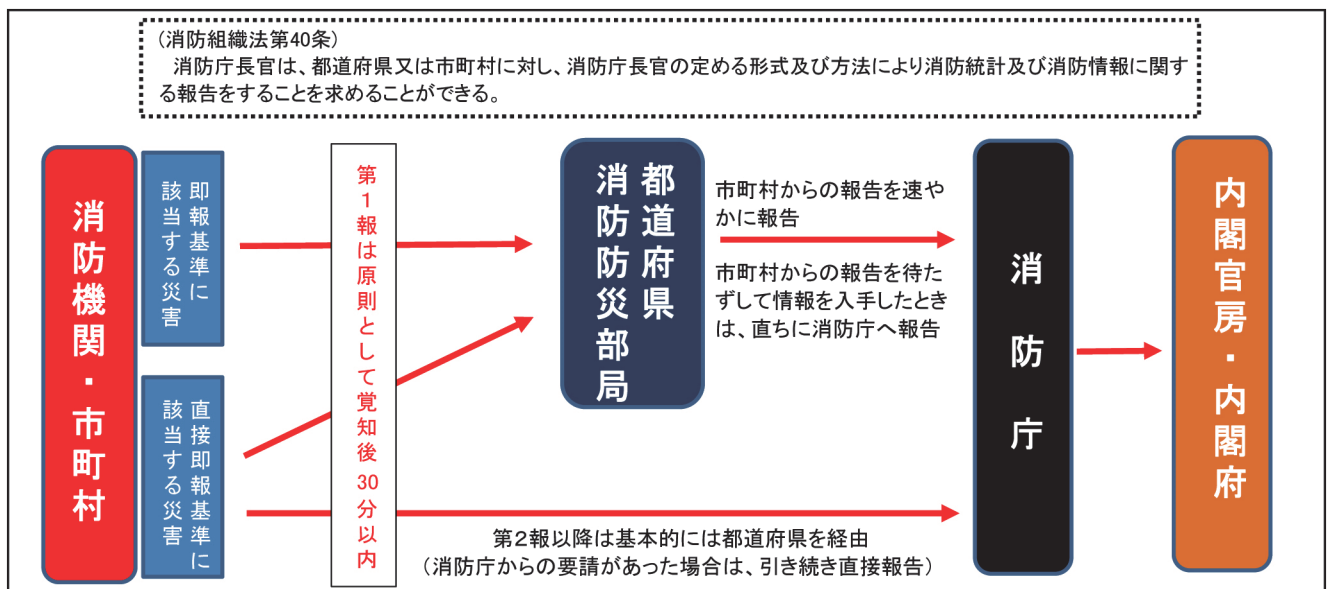 (消防組織法第40条)
消防庁長官は、都道府県又は市町村に対し、消防庁長官の定める形式及び方法により消防統計及び消防情報に関す
る報告をすることを求めることができる。
消防機関・市町村
即報基準に
該当する災害
直接即報基準に
該当する災害
第1報は原則として覚知後30分以内
都道府県
消防防災部局
市町村からの報告を速や
かに報告
市町村からの報告を待た
ずして情報を入手したとき
は、直ちに消防庁へ報告
第2報以降は基本的には都道府県を経由
(消防庁からの要請があった場合は、引き続き直接報告)
消防庁
内閣官房・内閣府